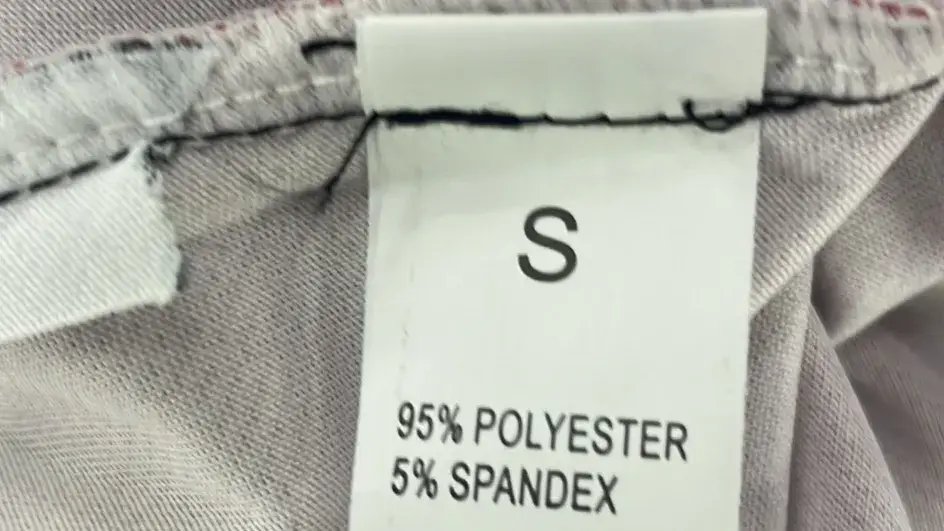 S
95% POLYESTER
5% SPANDEX